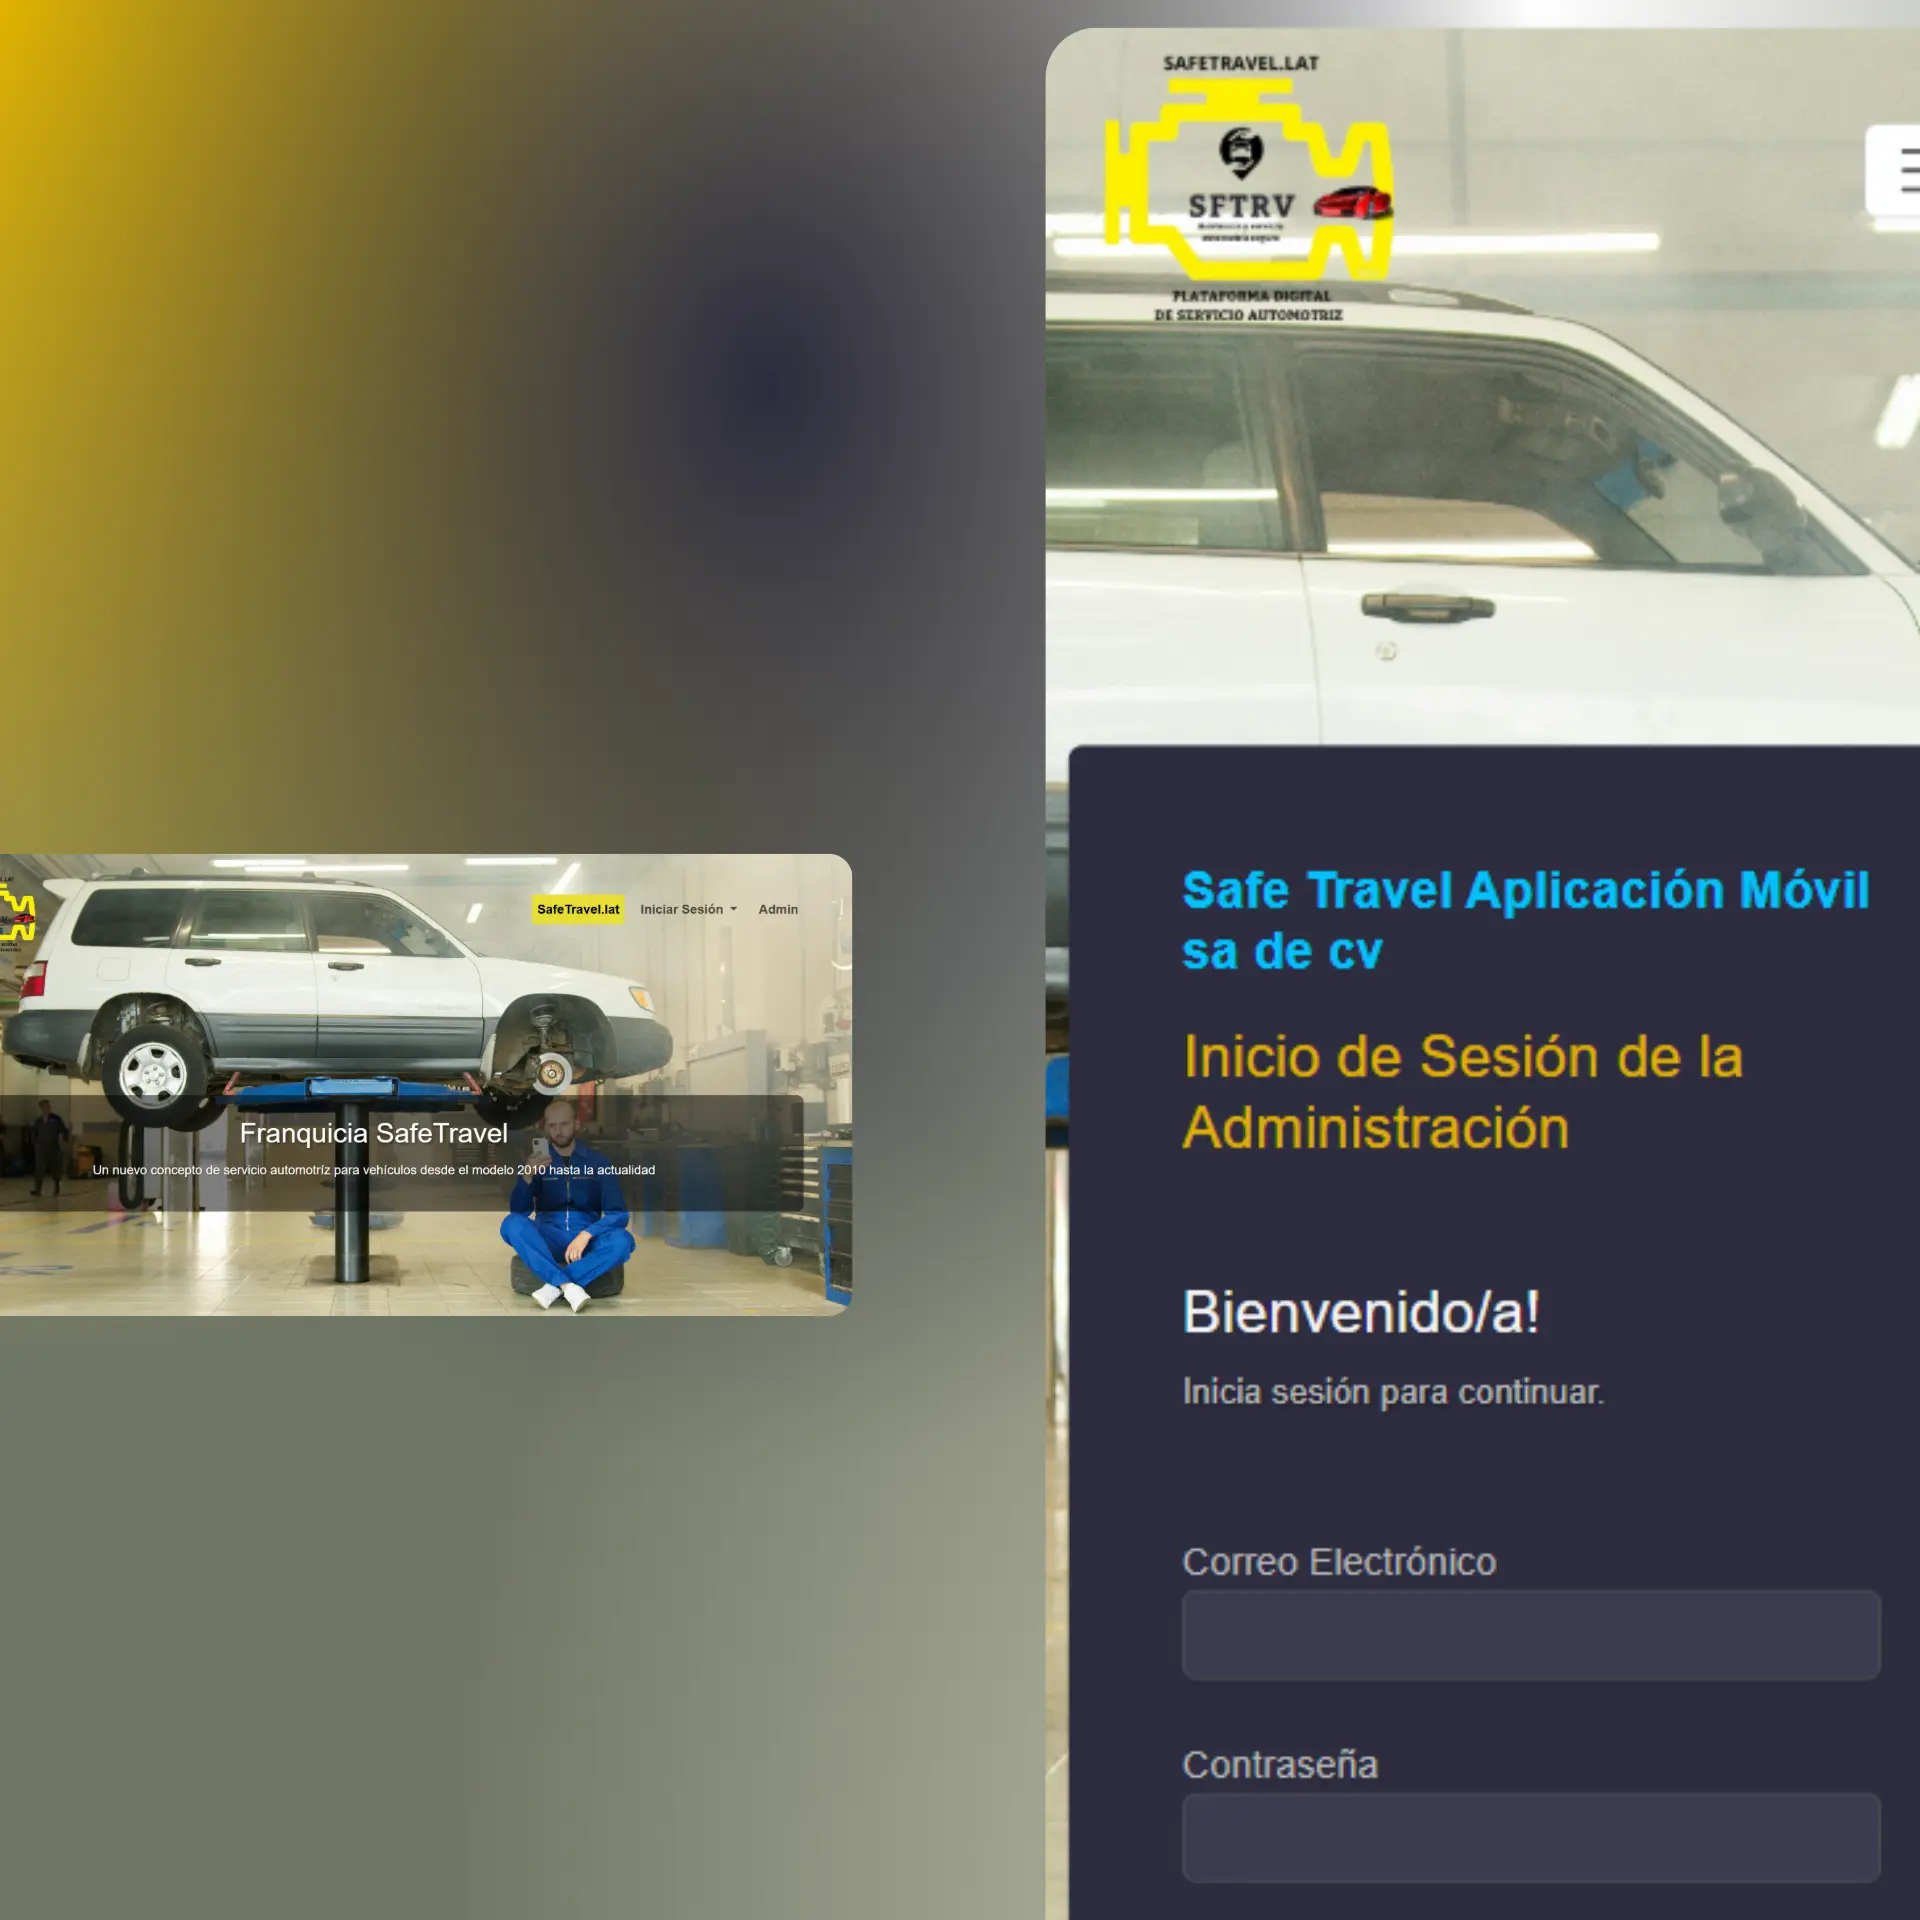 SafeTravel.lat
Iniciar Sesión
Admin
Franquicia SafeTravel
Un nuevo concepto de servicio automotríz para vehículos desde el modelo 2010 hasta la actualidad
SAFETRAVEL.LAT
SFTRV
PLATAFORMA DIGITAL
DE SERVICIO AUTOMOTRIZ
Safe Travel Aplicación Móvil
sa de cv
Inicio de Sesión de la
Administración
Bienvenido/a!
Inicia sesión para continuar.
Correo Electrónico
Contraseña